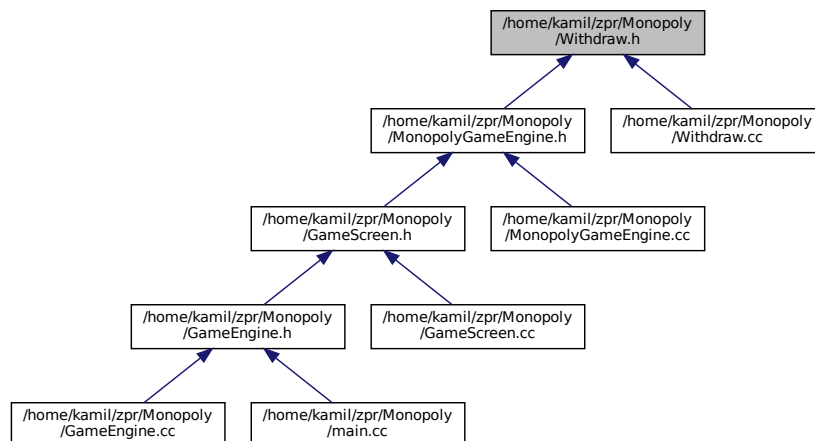 /home/kamil/zpr/Monopoly
/Withdraw.h
/home/kamil/zpr/Monopoly
/MonopolyGameEngine.h
/home/kamil/zpr/Monopoly
/Withdraw.cc
/home/kamil/zpr/Monopoly
/GameScreen.h
/home/kamil/zpr/Monopoly
/MonopolyGameEngine.cc
/home/kamil/zpr/Monopoly
/GameEngine.h
/home/kamil/zpr/Monopoly
/GameScreen.cc
/home/kamil/zpr/Monopoly
/GameEngine.cc
/home/kamil/zpr/Monopoly
/main.cc